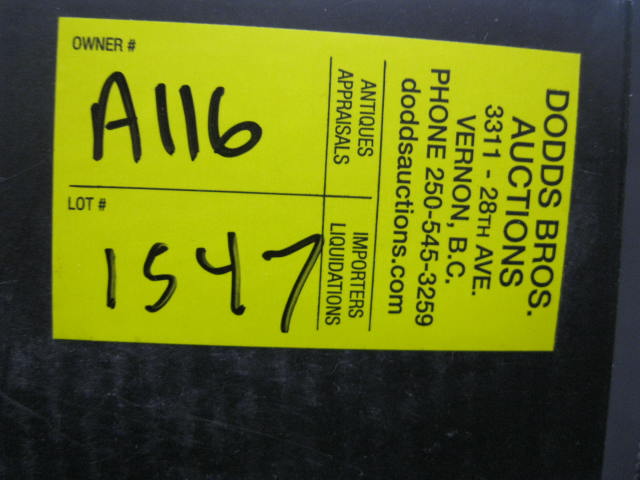 DODDS BROS.
AUCTIONS
3311 - 28TH AVE.
VERNON, B.C.
PHONE 250-545-3259
doddsauctions.com
ANTIQUES
APPRAISALS
IMPORTERS
LIQUIDATIONS
OWNER #
A116
LOT #
1547